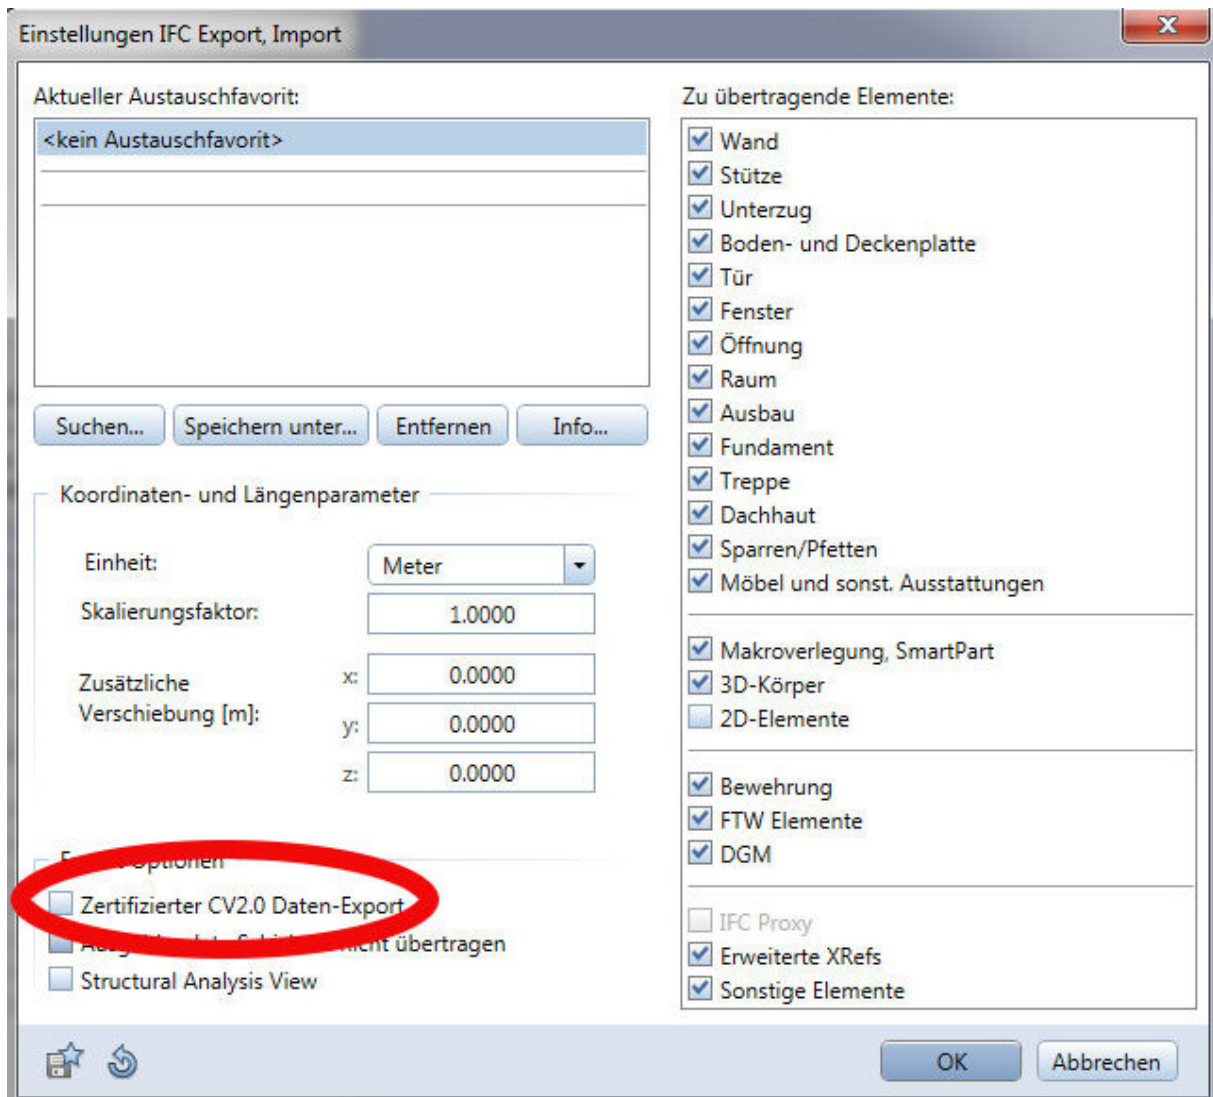 Einstellungen IFC Export, Import
Aktueller Austauschfavorit:
<kein Austauschfavorit>
Suchen...
Speichern unter...
Entfernen
Info...
Koordinaten- und Längenparameter
Einheit:
Meter
Skalierungsfaktor:
1.0000
Zusätzliche
Verschiebung [m]:
x:
0.0000
y:
0.0000
z:
0.0000
Optionen
Zertifizierter CV2.0 Daten-Export
nicht übertragen
Structural Analysis View
Zu übertragende Elemente:
Wand
Stütze
Unterzug
Boden- und Deckenplatte
Tür
Fenster
Öffnung
Raum
Ausbau
Fundament
Treppe
Dachhaut
Sparren/Pfetten
Möbel und sonst. Ausstattungen
Makroverlegung, SmartPart
3D-Körper
2D-Elemente
Bewehrung
FTW Elemente
DGM
IFC Proxy
Erweiterte XRefs
Sonstige Elemente
OK
Abbrechen